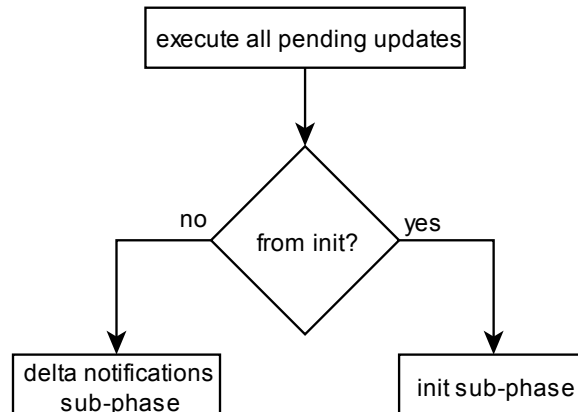 execute all pending updates
no
yes
from init?
delta notifications
sub-phase
init sub-phase